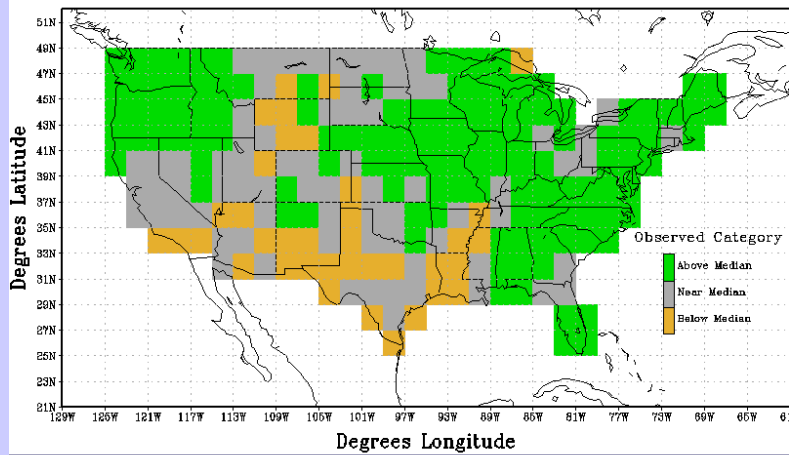 51N
49N
47N
45N
43N
41N
39N
37N
35N
33N
31N
29N
27N
25N
23N
21N
Degrees Latitude
Observed Category
Above Median
Near Median
Below Median
129W 125W 121W 117W 113W 109W 105W 101W 97W 93W 89W 85W 81W 77W 73W 69W 65W
Degrees Longitude